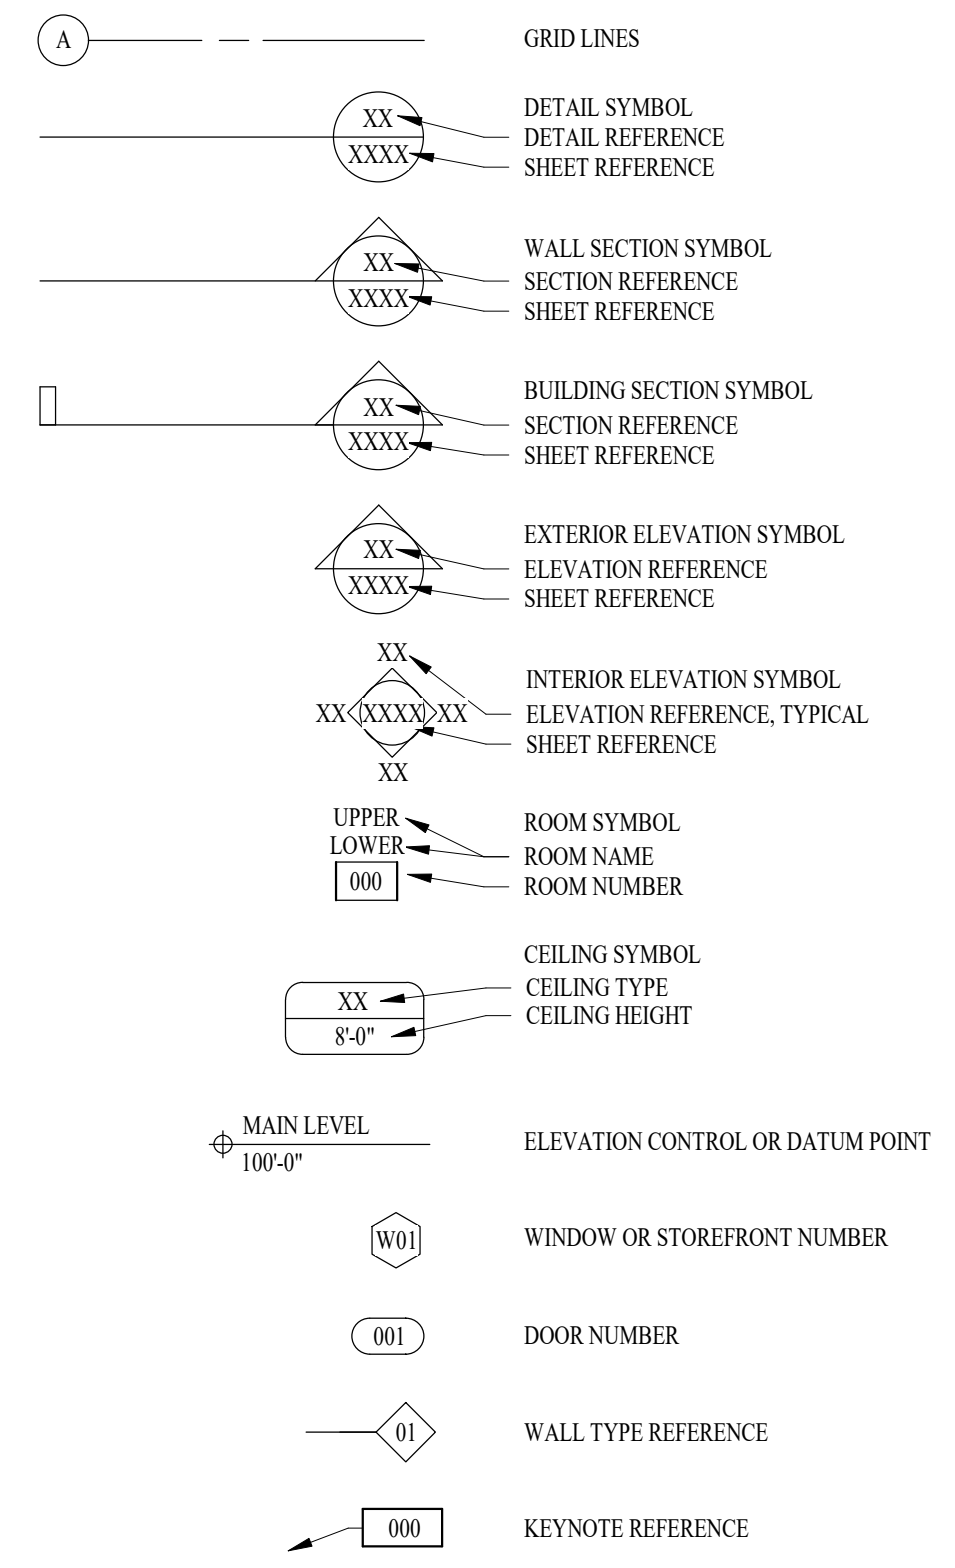 A GRID LINES
XX DETAIL SYMBOL
DETAIL REFERENCE
XXXX SHEET REFERENCE
WALL SECTION SYMBOL
XX SECTION REFERENCE
XXXX SHEET REFERENCE
BUILDING SECTION SYMBOL
XX SECTION REFERENCE
XXXX SHEET REFERENCE
EXTERIOR ELEVATION SYMBOL
XX ELEVATION REFERENCE
XXXX SHEET REFERENCE
XX
INTERIOR ELEVATION SYMBOL
XX XXXX XX ELEVATION REFERENCE, TYPICAL
SHEET REFERENCE
XX
UPPER ROOM SYMBOL
LOWER ROOM NAME
000 ROOM NUMBER
CEILING SYMBOL
XX CEILING TYPE
8'-0" CEILING HEIGHT
MAIN LEVEL
ELEVATION CONTROL OR DATUM POINT
100'-0"
W01 WINDOW OR STOREFRONT NUMBER
001 DOOR NUMBER
01 WALL TYPE REFERENCE
000 KEYNOTE REFERENCE